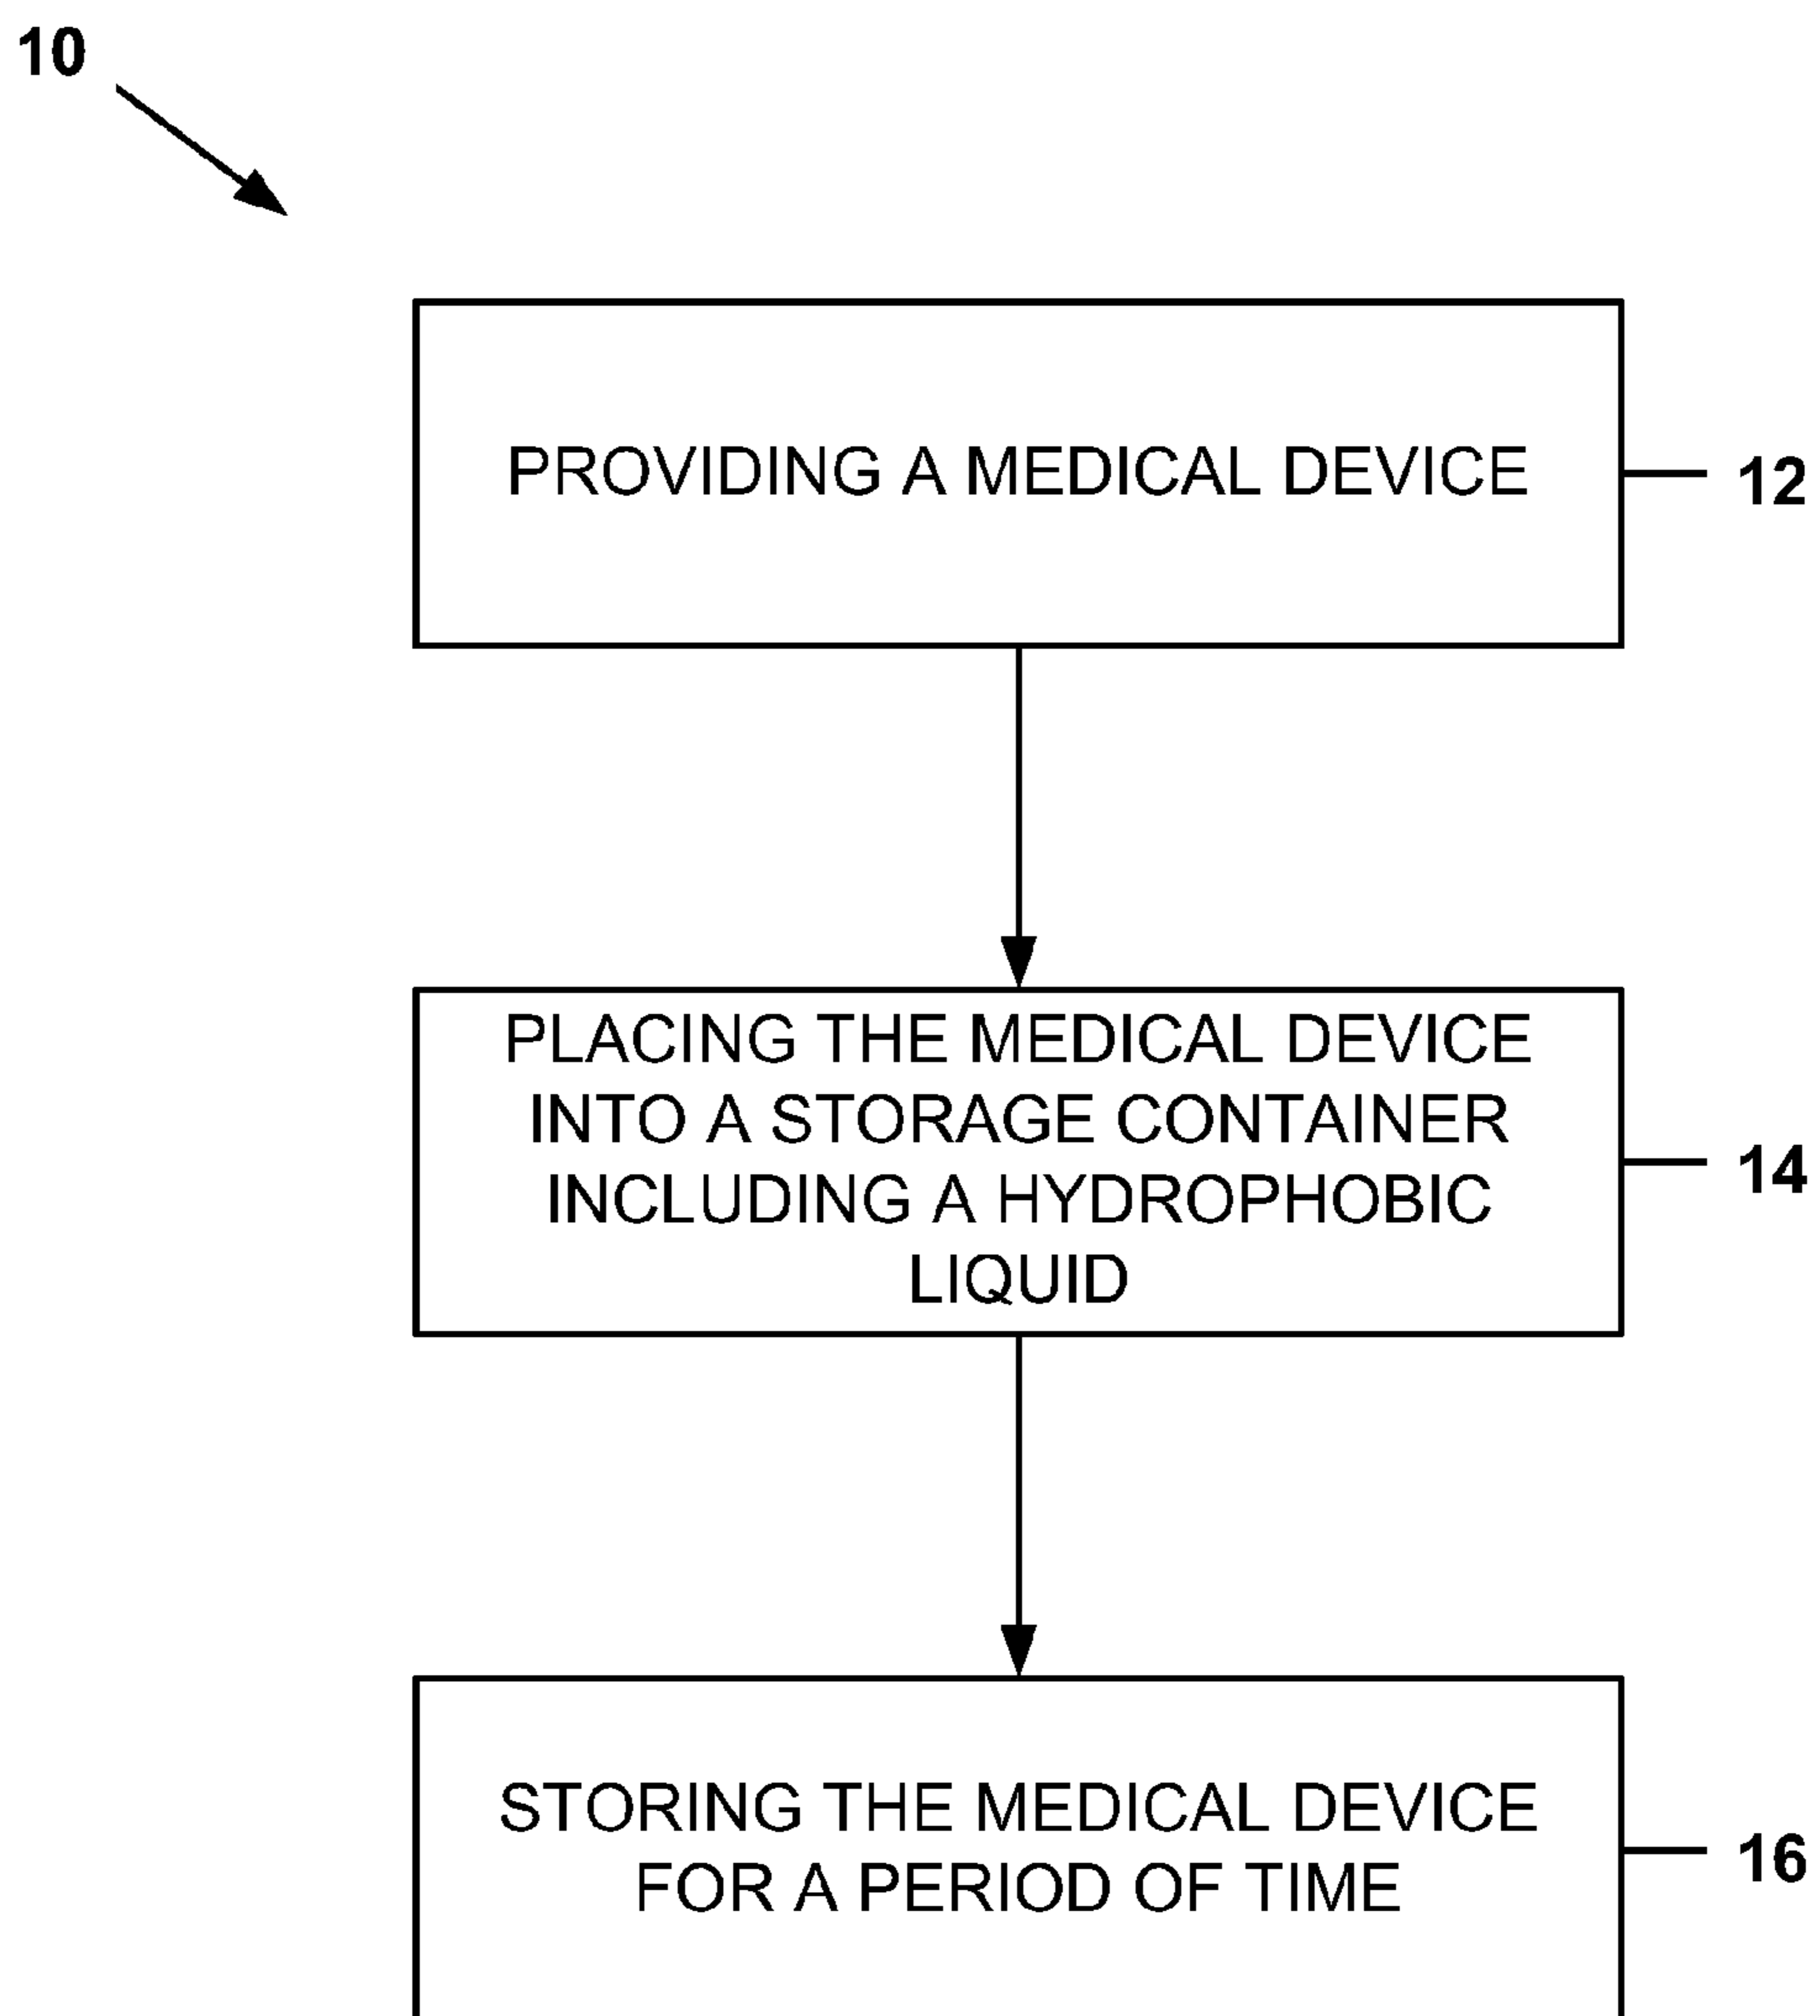 10
PROVIDING A MEDICAL DEVICE
12
PLACING THE MEDICAL DEVICE
INTO A STORAGE CONTAINER
INCLUDING A HYDROPHOBIC
LIQUID
14
STORING THE MEDICAL DEVICE
FOR A PERIOD OF TIME
16